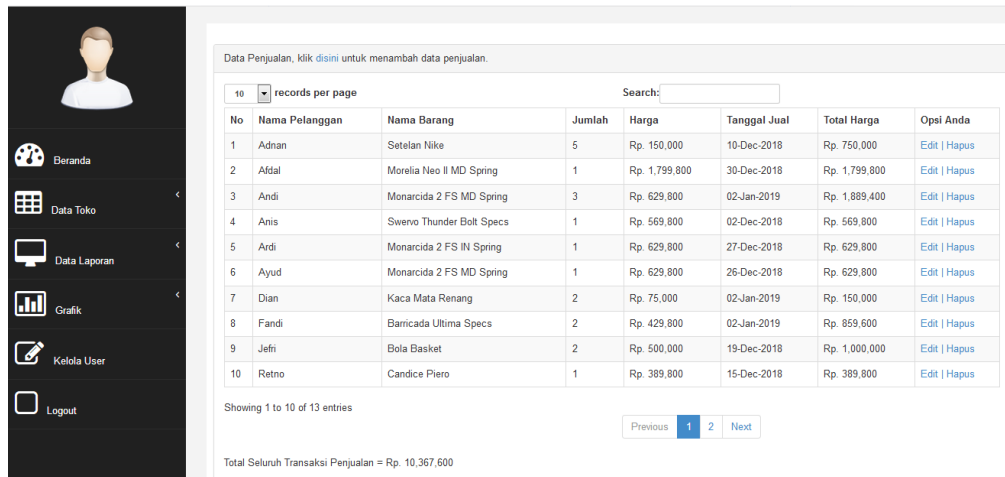 Data Penjualan, klik disini untuk menambah data penjualan.
10 records per page Search:
No Nama Pelanggan Nama Barang Jumlah Harga Tanggal Jual Total Harga Opsi Anda
1 Adnan Setelan Nike 5 Rp. 150,000 10-Dec-2018 Rp. 750,000 Edit | Hapus
2 Afdal Morelia Neo II MD Spring 1 Rp. 1,799,800 30-Dec-2018 Rp. 1,799,800 Edit | Hapus
3 Andi Monarcida 2 FS MD Spring 3 Rp. 629,800 02-Jan-2019 Rp. 1,889,400 Edit | Hapus
4 Anis Swervo Thunder Bolt Specs 1 Rp. 569,800 02-Dec-2018 Rp. 569,800 Edit | Hapus
5 Ardi Monarcida 2 FS IN Spring 1 Rp. 629,800 27-Dec-2018 Rp. 629,800 Edit | Hapus
6 Ayud Monarcida 2 FS MD Spring 1 Rp. 629,800 26-Dec-2018 Rp. 629,800 Edit | Hapus
7 Dian Kaca Mata Renang 2 Rp. 75,000 02-Jan-2019 Rp. 150,000 Edit | Hapus
8 Fandi Barricada Ultima Specs 2 Rp. 429,800 02-Jan-2019 Rp. 859,600 Edit | Hapus
9 Jefri Bola Basket 2 Rp. 500,000 19-Dec-2018 Rp. 1,000,000 Edit | Hapus
10 Retno Candice Piero 1 Rp. 389,800 15-Dec-2018 Rp. 389,800 Edit | Hapus
Showing 1 to 10 of 13 entries
Previous 1 2 Next
Total Seluruh Transaksi Penjualan = Rp. 10,367,600
Beranda
Data Toko
Data Laporan
Grafik
Kelola User
Logout